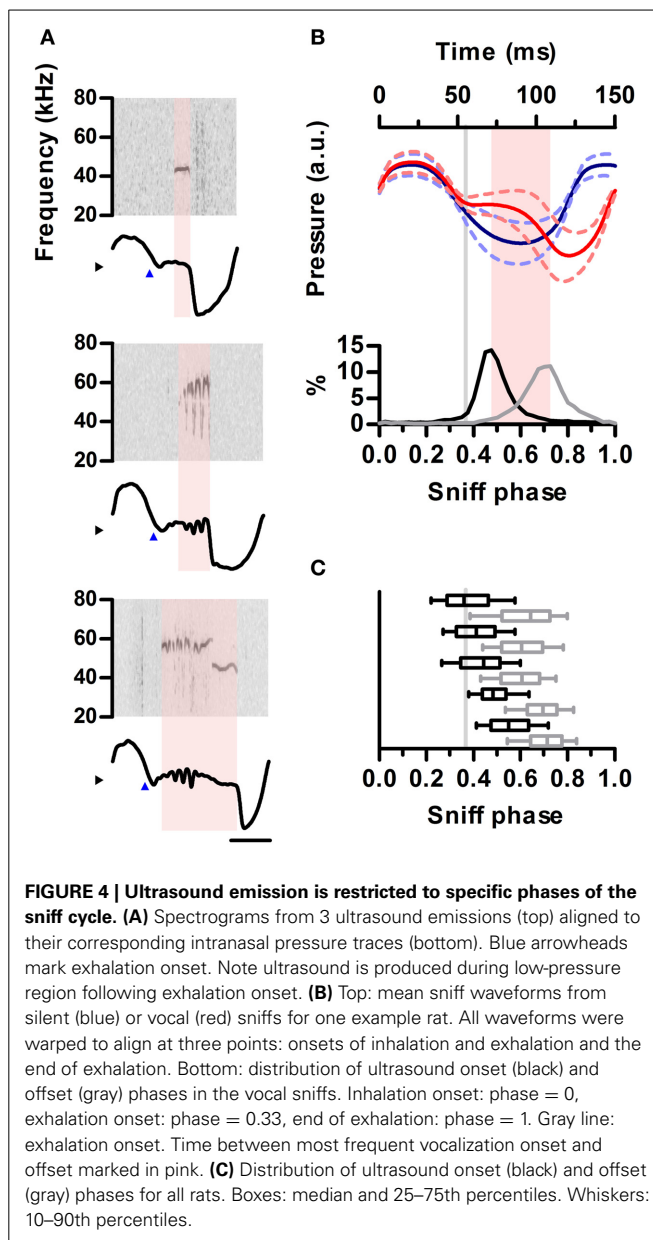 A
Frequency (kHz)
80
60
40
20
80
60
40
20
80
60
40
20
B
Time (ms)
0 50 100 150
Pressure (a.u.)
%
15
10
5
0
0.0 0.2 0.4 0.6 0.8 1.0
Sniff phase
C
0.0 0.2 0.4 0.6 0.8 1.0
Sniff phase
FIGURE 4 | Ultrasound emission is restricted to specific phases of the
sniff cycle. (A) Spectrograms from 3 ultrasound emissions (top) aligned to
their corresponding intranasal pressure traces (bottom). Blue arrowheads
mark exhalation onset. Note ultrasound is produced during low-pressure
region following exhalation onset. (B) Top: mean sniff waveforms from
silent (blue) or vocal (red) sniffs for one example rat. All waveforms were
warped to align at three points: onsets of inhalation and exhalation and the
end of exhalation. Bottom: distribution of ultrasound onset (black) and
offset (gray) phases in the vocal sniffs. Inhalation onset: phase = 0,
exhalation onset: phase = 0.33, end of exhalation: phase = 1. Gray line:
exhalation onset. Time between most frequent vocalization onset and
offset marked in pink. (C) Distribution of ultrasound onset (black) and offset
(gray) phases for all rats. Boxes: median and 25–75th percentiles. Whiskers:
10–90th percentiles.